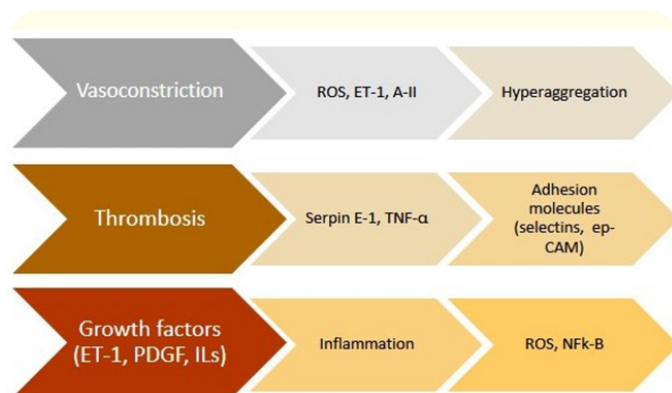 Vasoconstriction
ROS, ET-1, A-II
Hyperaggregation
Thrombosis
Serpin E-1, TNF-α
Adhesion
molecules
(selectins, ep-
CAM)
Growth factors
(ET-1, PDGF, ILs)
Inflammation
ROS, NFk-B